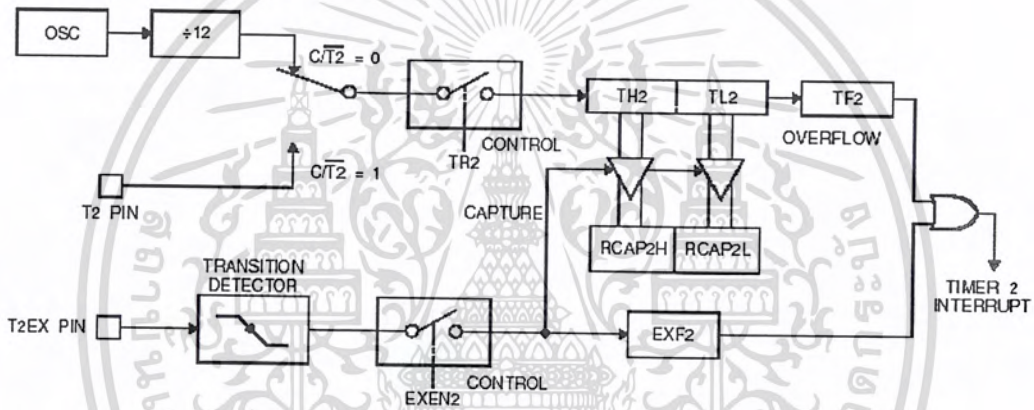 OSC
÷12
C/T2 = 0
TH2
TL2
TF2
OVERFLOW
CONTROL
TR2
C/T2 = 1
T2 PIN
CAPTURE
RCAP2H
RCAP2L
TRANSITION
DETECTOR
TIMER 2
INTERRUPT
T2EX PIN
EXF2
CONTROL
EXEN2